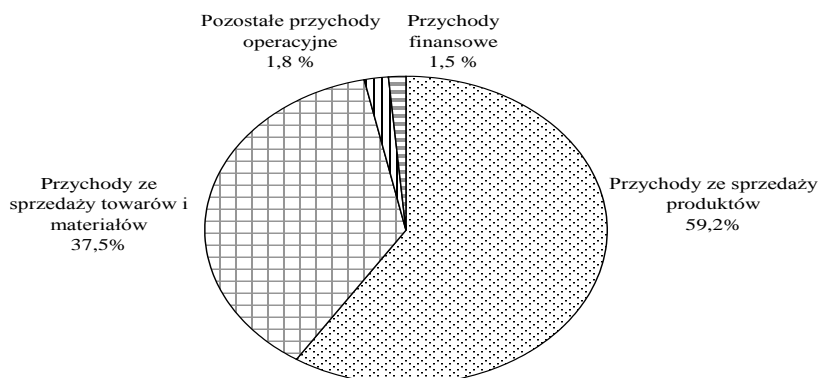 Pozostałe przychody
operacyjne
1,8 %
Przychody
finansowe
1,5 %
Przychody ze
sprzedaży towarów i
materiałów
37,5%
Przychody ze sprzedaży
produktów
59,2%